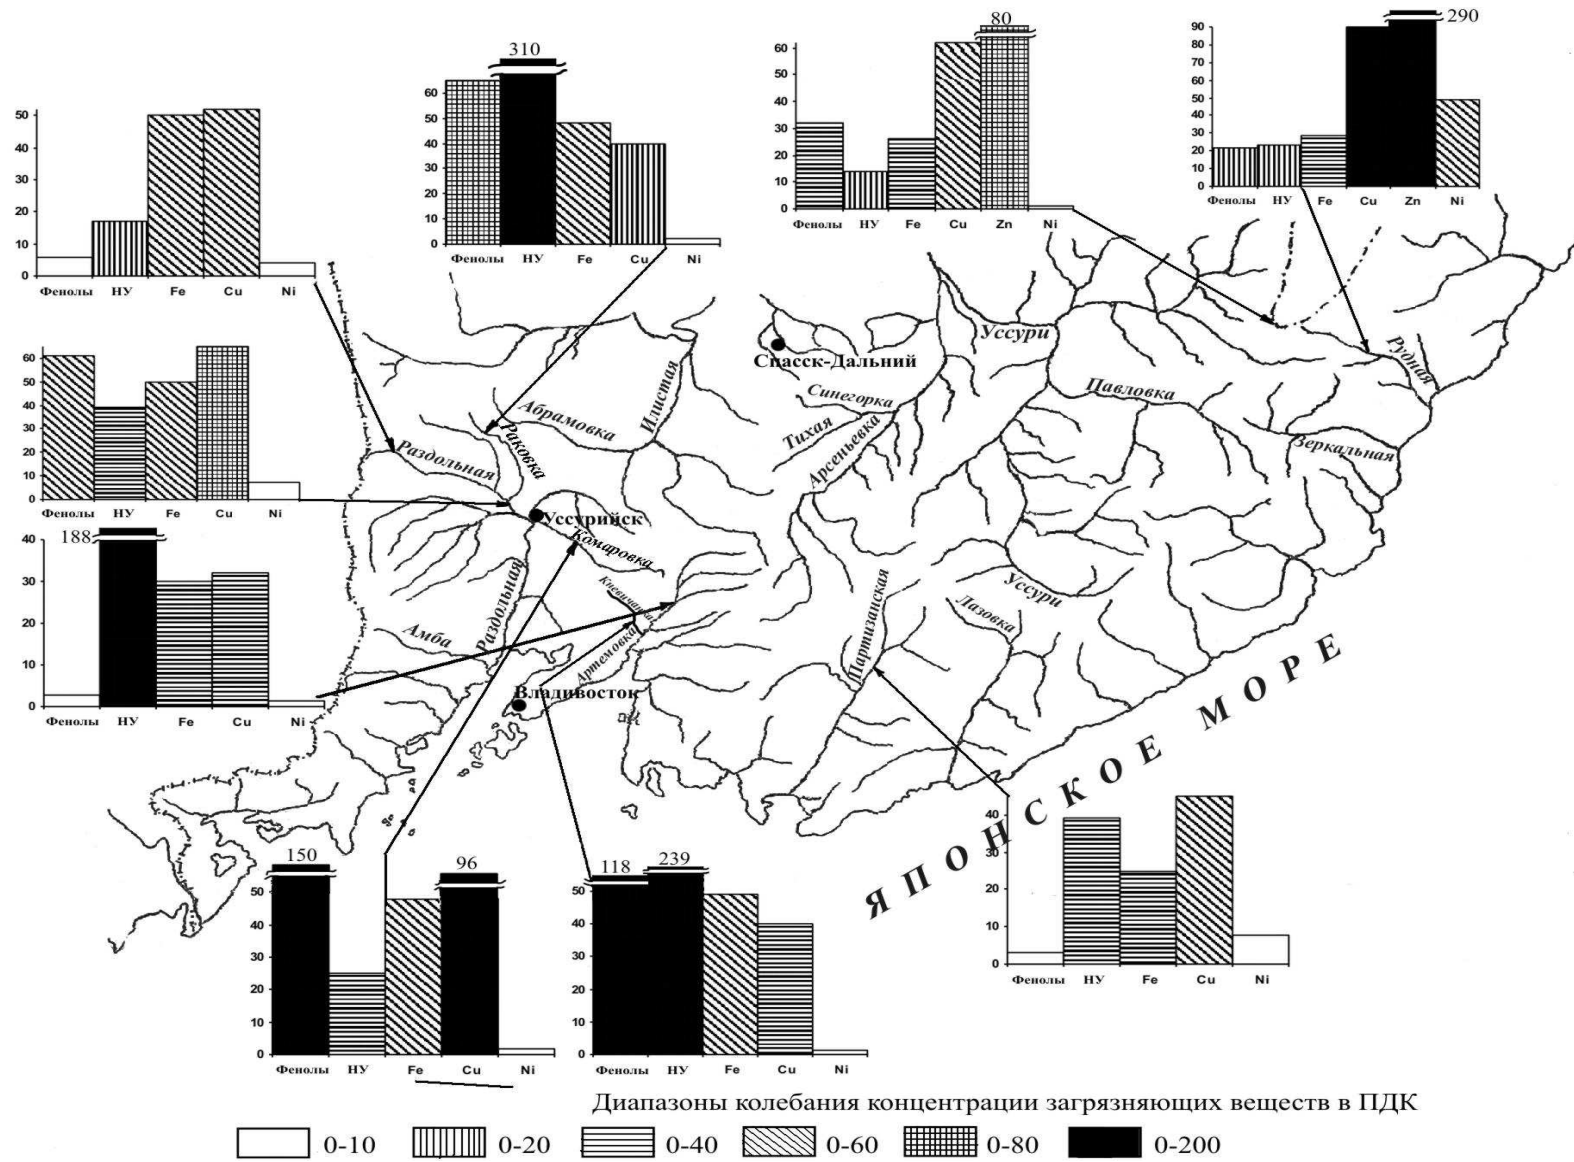 310
60
50
40
30
20
10
0
Фенолы НУ Fe Cu Ni
80
60
50
40
30
20
10
0
Фенолы НУ Fe Cu Zn Ni
290
90
80
70
60
50
40
30
20
10
0
Фенолы НУ Fe Cu Zn Ni
50
40
30
20
10
0
Фенолы НУ Fe Cu Ni
60
50
40
30
20
10
0
Фенолы НУ Fe Cu Ni
188
40
30
20
10
0
Фенолы НУ Fe Cu Ni
Уссури
Рудная
Спасск-Дальний
Павловка
Синегорка
Илистая
Абрамовка
Тихая
Арсеньевка
Зеркальная
Раковка
Раздольная
Уссурийск
Комаровка
Кневичанка
Раздольная
Партизанская
Уссури
Лазовка
Амба
Артемовка
Владивосток
ЯПОНСКОЕ МОРЕ
150
96
50
40
30
20
10
0
Фенолы НУ Fe Cu Ni
118
239
50
40
30
20
10
0
Фенолы НУ Fe Cu Ni
40
30
20
10
0
Фенолы НУ Fe Cu Ni
Диапазоны колебания концентрации загрязняющих веществ в ПДК
0-10 0-20 0-40 0-60 0-80 0-200